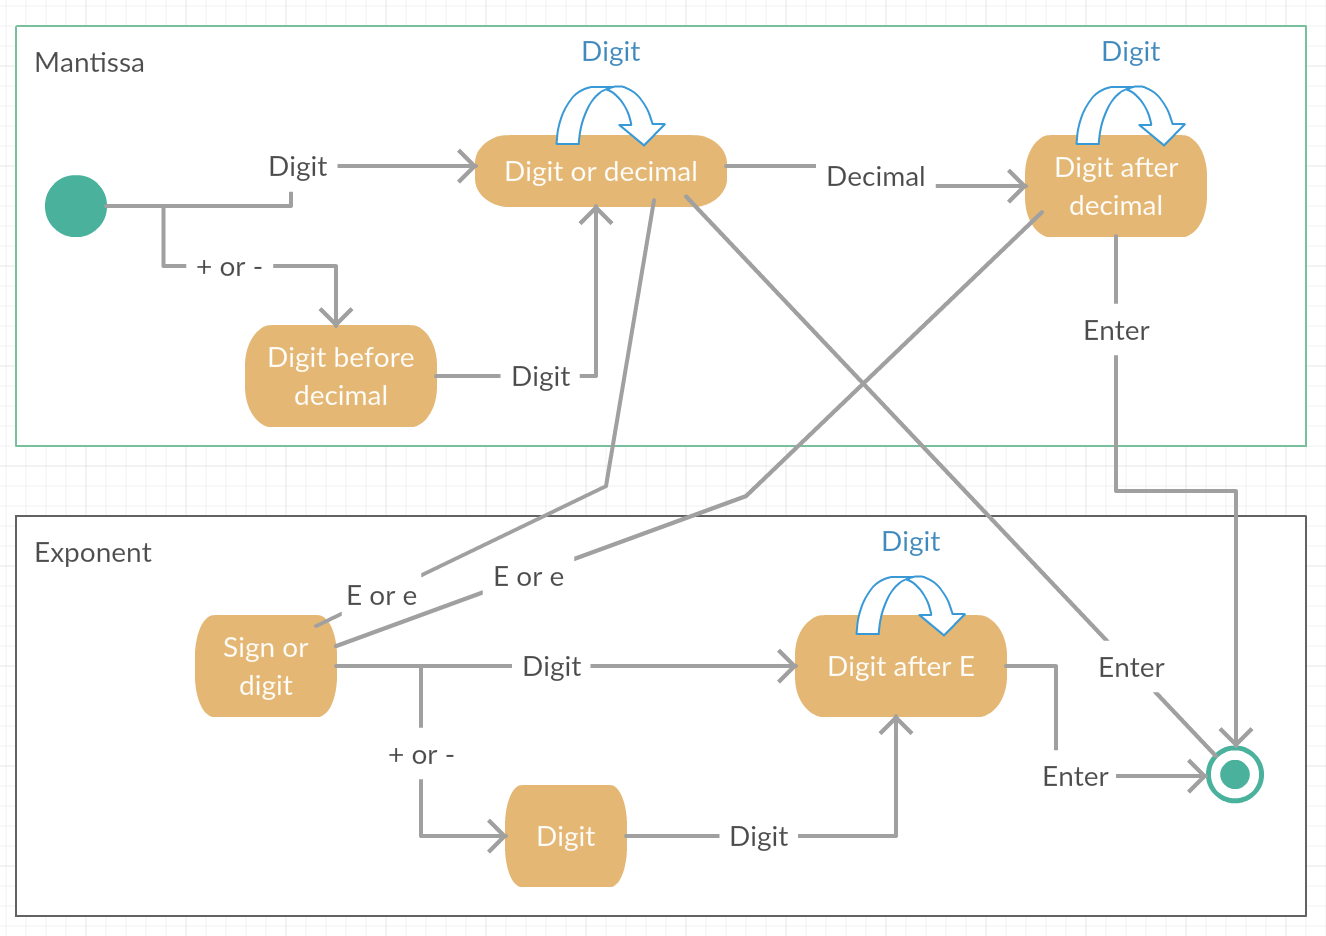 Mantissa
Digit
Digit
Digit
Digit or decimal
Decimal
Digit after
decimal
+ or -
Digit before
decimal
Digit
Enter
Exponent
Digit
E or e
E or e
Sign or
digit
Digit
Digit after E
Enter
+ or -
Enter
Digit
Digit